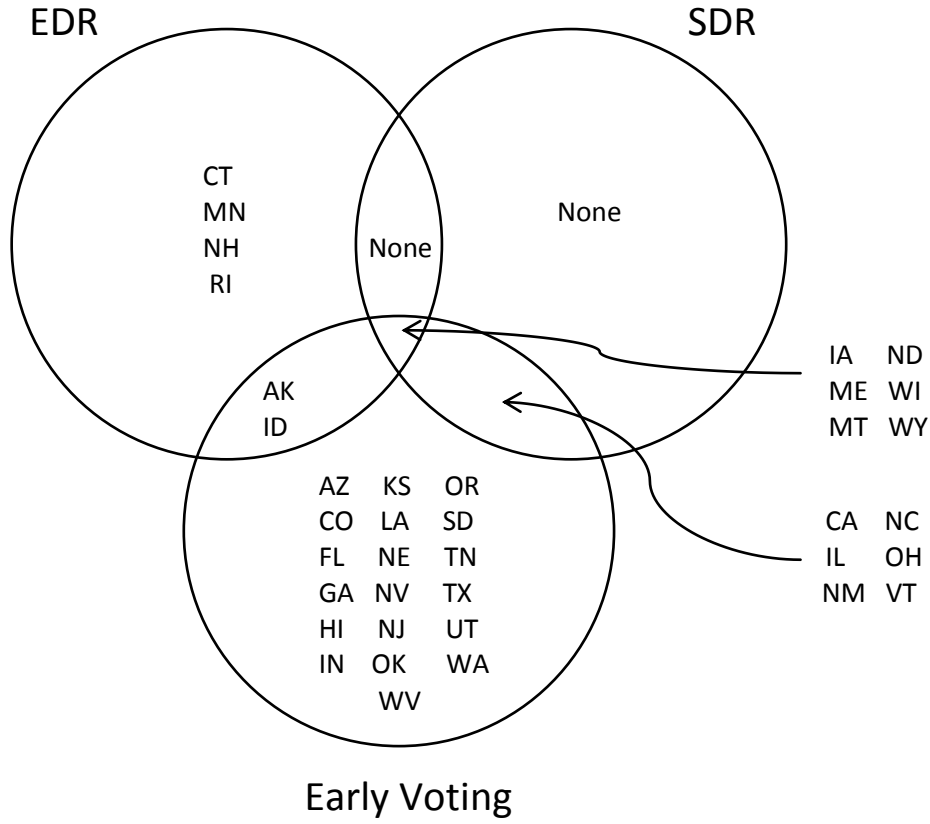 EDR
SDR
CT
MN
NH
RI
None
None
IA ND
ME WI
MT WY
AK
ID
AZ KS OR
CO LA SD
FL NE TN
GA NV TX
HI NJ UT
IN OK WA
WV
CA NC
IL OH
NM VT
Early Voting